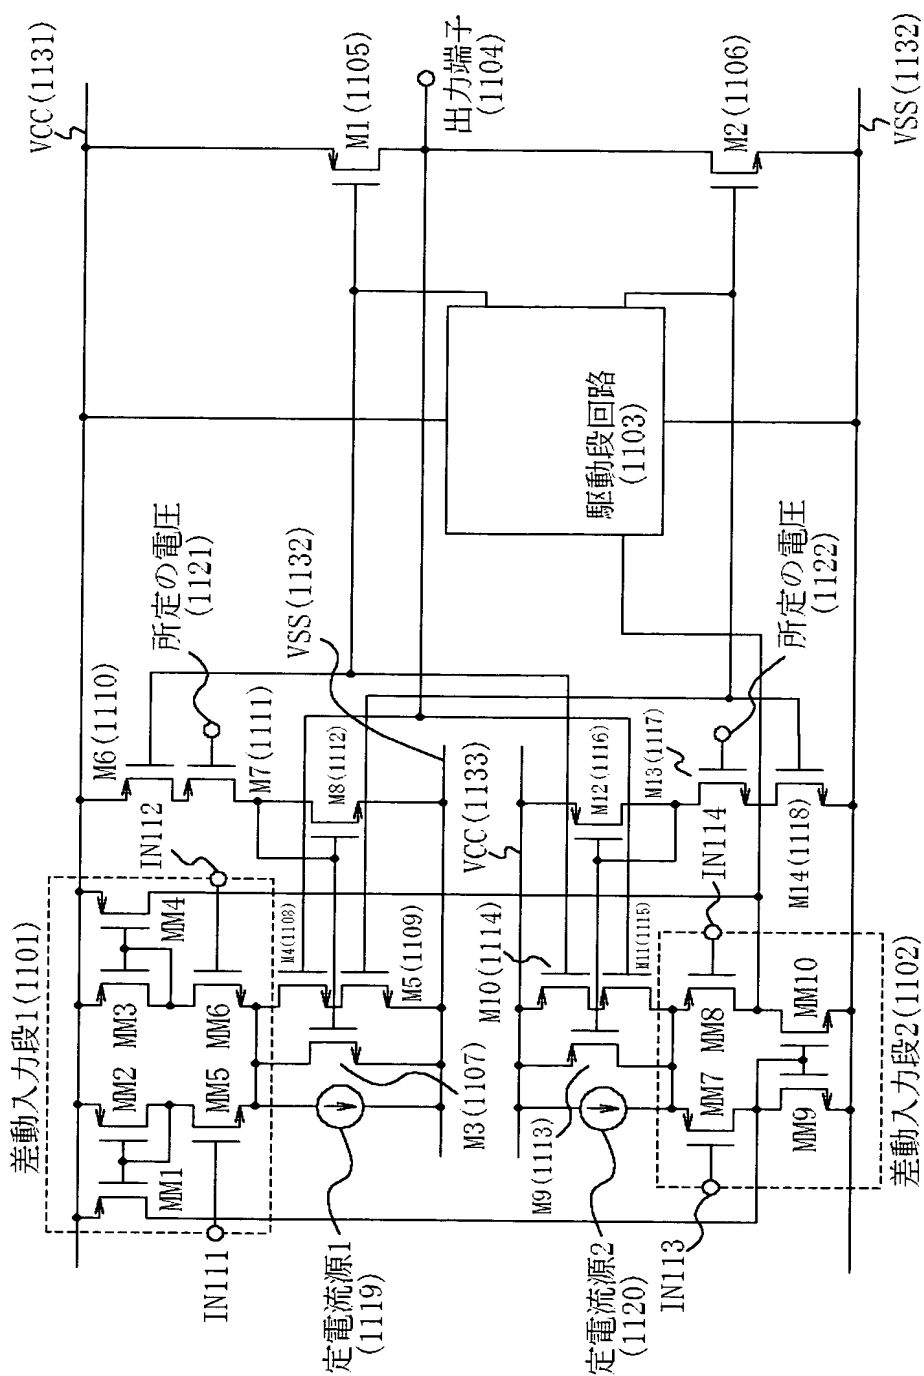 VCC(1131)
M1(1105)
出力端子
(1104)
M2(1106)
VSS(1132)
駆動段回路
(1103)
所定の電圧
(1121)
M6(1110)
M7(1111)
M8(1112)
VSS(1132)
VCC(1133)
M12(1116)
M13(1117)
所定の電圧
(1122)
M14(1118)
IN112
IN114
差動入力段1(1101)
MM4
MM3
MM6
MM2
MM5
MM1
IN111
M4(1108)
M5(1109)
M3(1107)
定電流源1
(1119)
M10(1114)
M11(1115)
M9(1113)
定電流源2
(1120)
MM10
MM8
MM7
MM9
IN113
差動入力段2(1102)